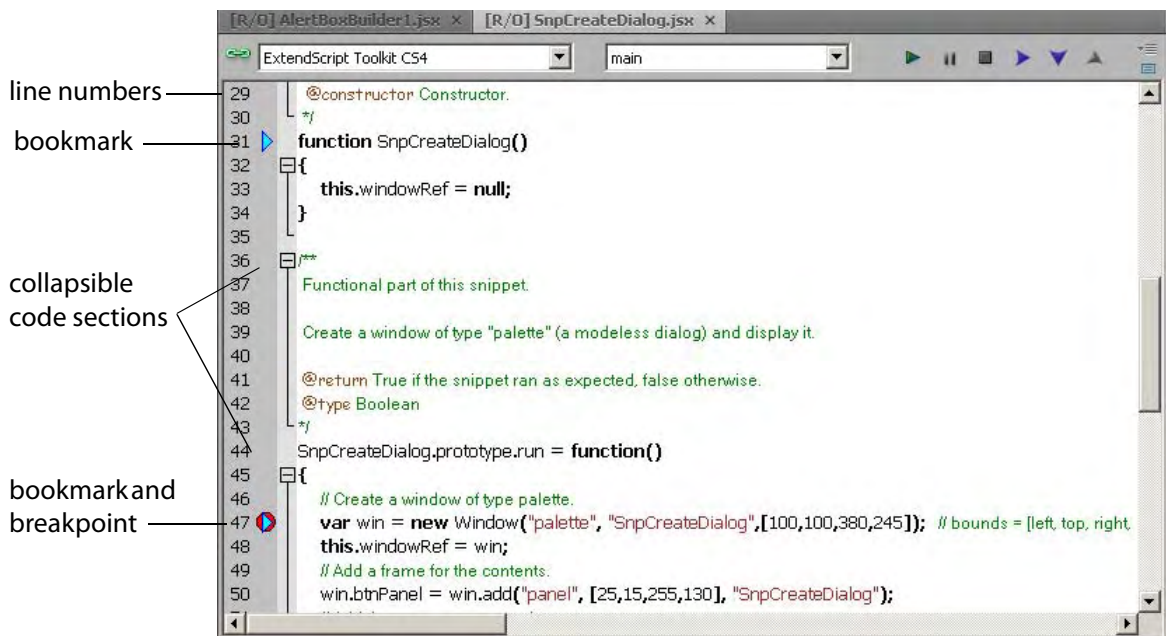 [R/O] AlertBoxBuilder1.jsx ×
[R/O] SnpCreateDialog.jsx ×
ExtendScript Toolkit CS4
main
line numbers
bookmark
collapsible
code sections
bookmark and
breakpoint
29 @constructor Constructor.
30 */
31 function SnpCreateDialog()
32 {
33 this.windowRef = null;
34 }
35
36 /**
37 Functional part of this snippet.
38
39 Create a window of type "palette" (a modeless dialog) and display it.
40
41 @return True if the snippet ran as expected, false otherwise.
42 @type Boolean
43 */
44 SnpCreateDialog.prototype.run = function()
45 {
46 // Create a window of type palette.
47 var win = new Window("palette", "SnpCreateDialog",[100,100,380,245]); // bounds = [left, top, right,
48 this.windowRef = win;
49 // Add a frame for the contents.
50 win.btnPanel = win.add("panel", [25,15,255,130], "SnpCreateDialog");